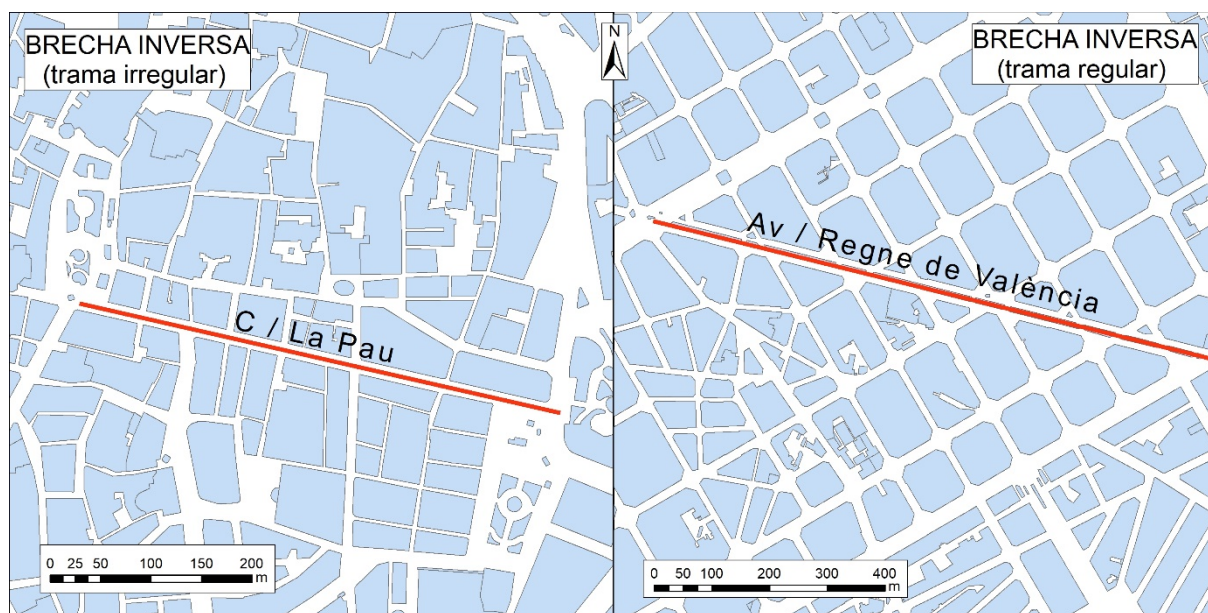 BRECHA INVERSA
(trama irregular)
C / La Pau
0 25 50 100 150 200
m
N
BRECHA INVERSA
(trama regular)
Av / Regne de València
0 50 100 200 300 400
m